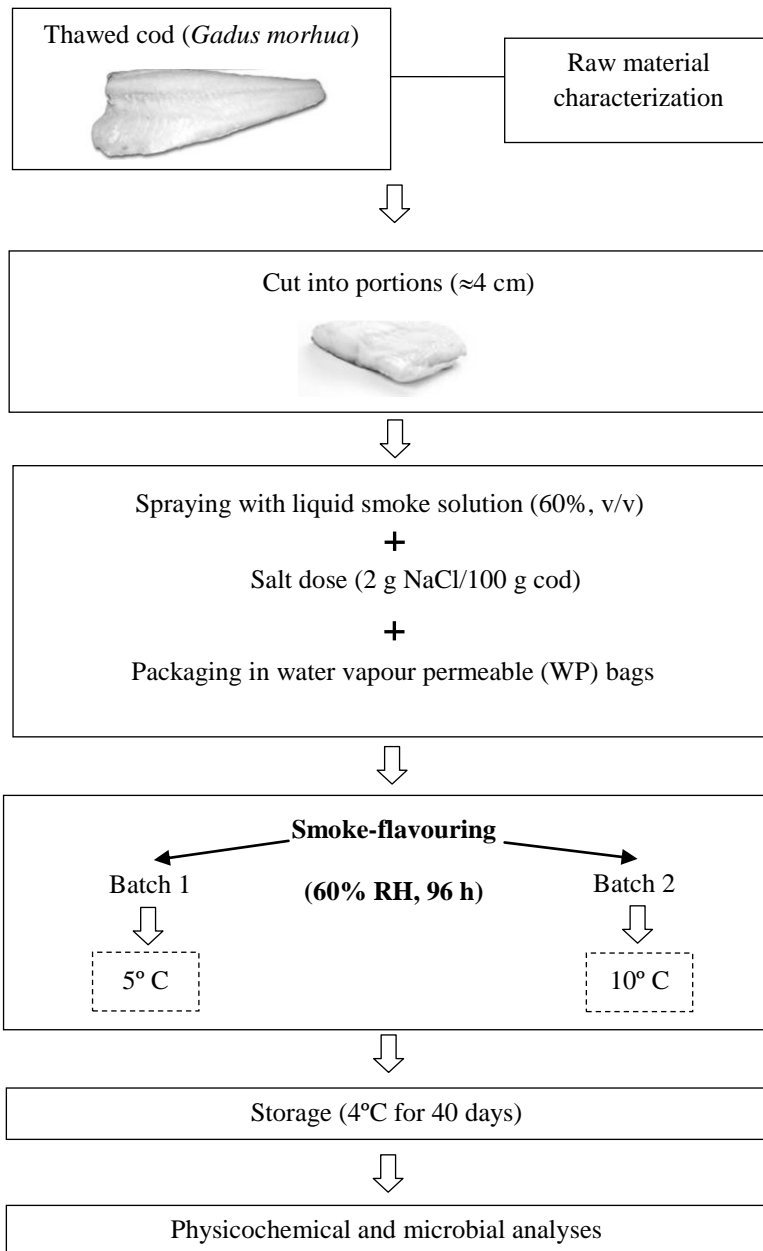 Thawed cod (Gadus morhua)
Raw material
characterization
Cut into portions (≈4 cm)
Spraying with liquid smoke solution (60%, v/v)
+
Salt dose (2 g NaCl/100 g cod)
+
Packaging in water vapour permeable (WP) bags
Smoke-flavouring
Batch 1
(60% RH, 96 h)
Batch 2
5º C
10º C
Storage (4ºC for 40 days)
Physicochemical and microbial analyses